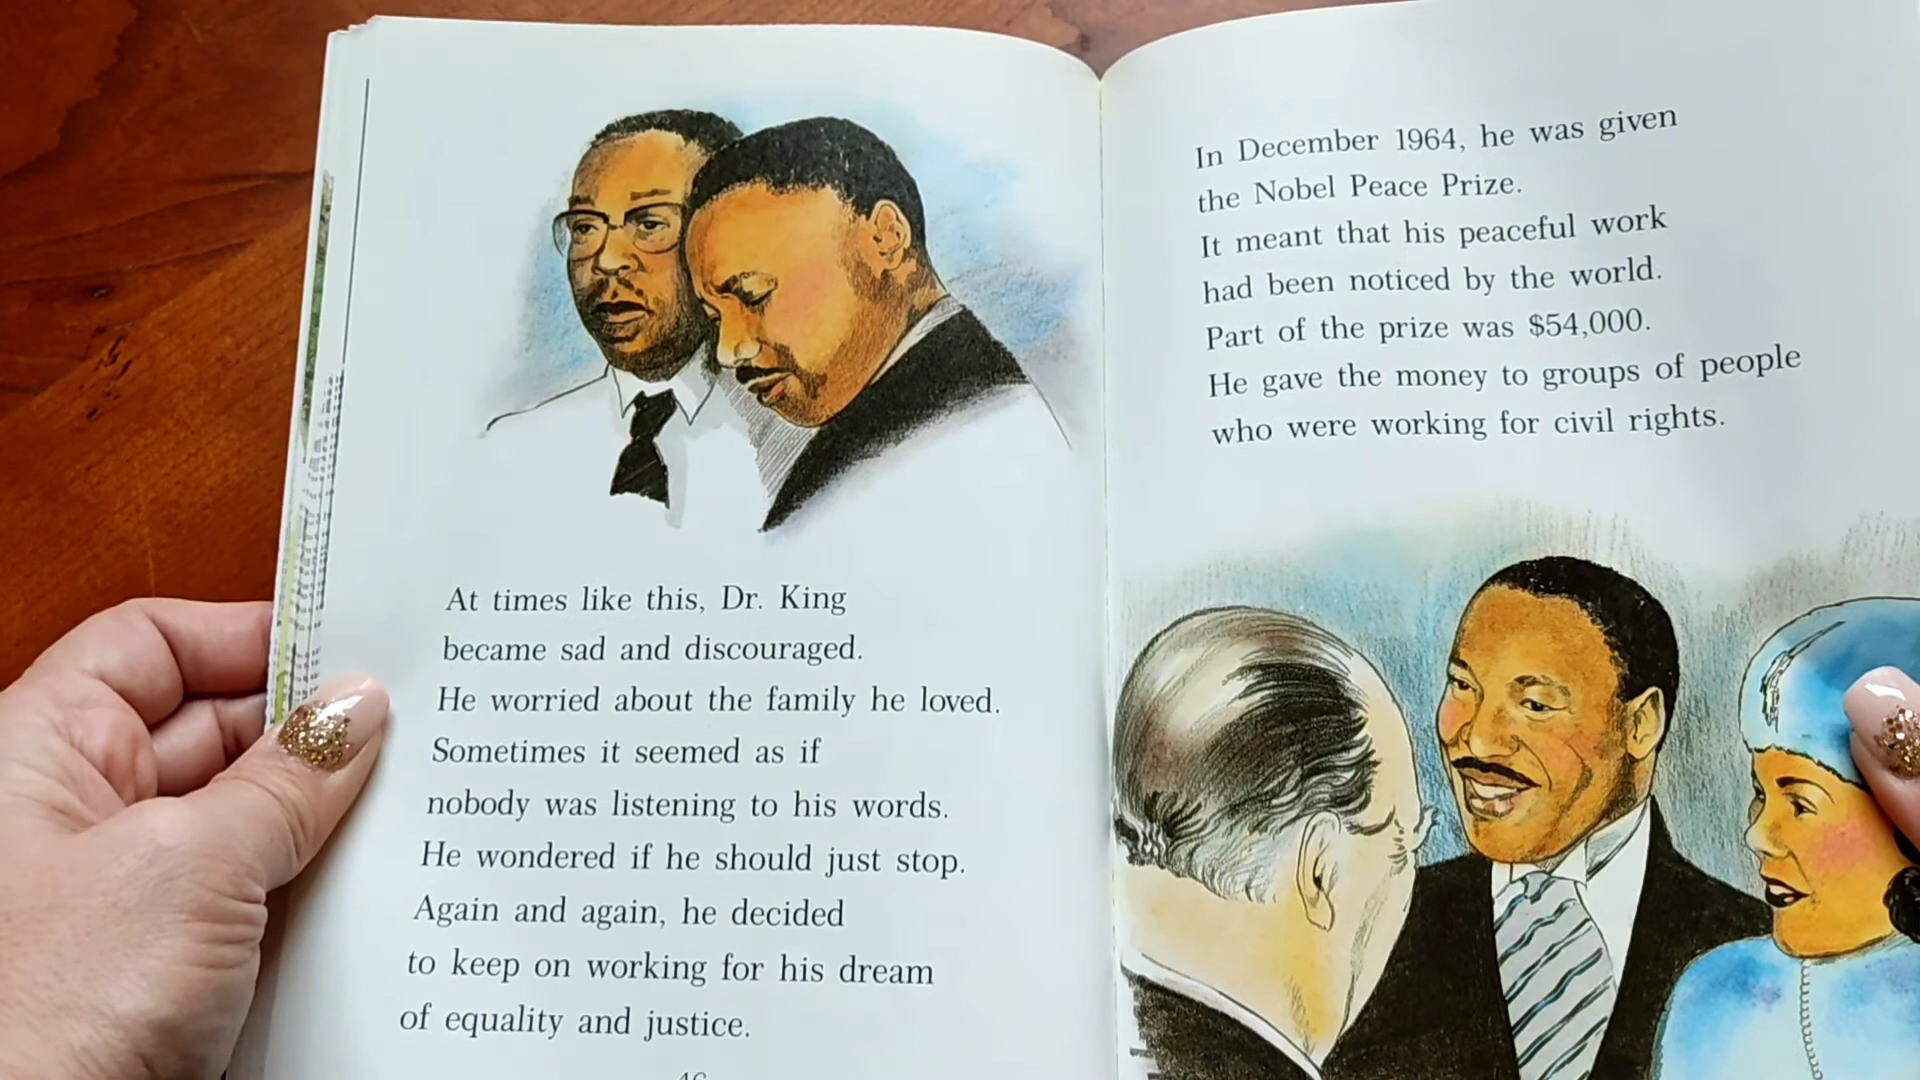 At times like this, Dr. King
became sad and discouraged.
He worried about the family he loved.
Sometimes it seemed as if
nobody was listening to his words.
He wondered if he should just stop.
Again and again, he decided
to keep on working for his dream
of equality and justice.
In December 1964, he was given
the Nobel Peace Prize.
It meant that his peaceful work
had been noticed by the world.
Part of the prize was $54,000.
He gave the money to groups of people
who were working for civil rights.